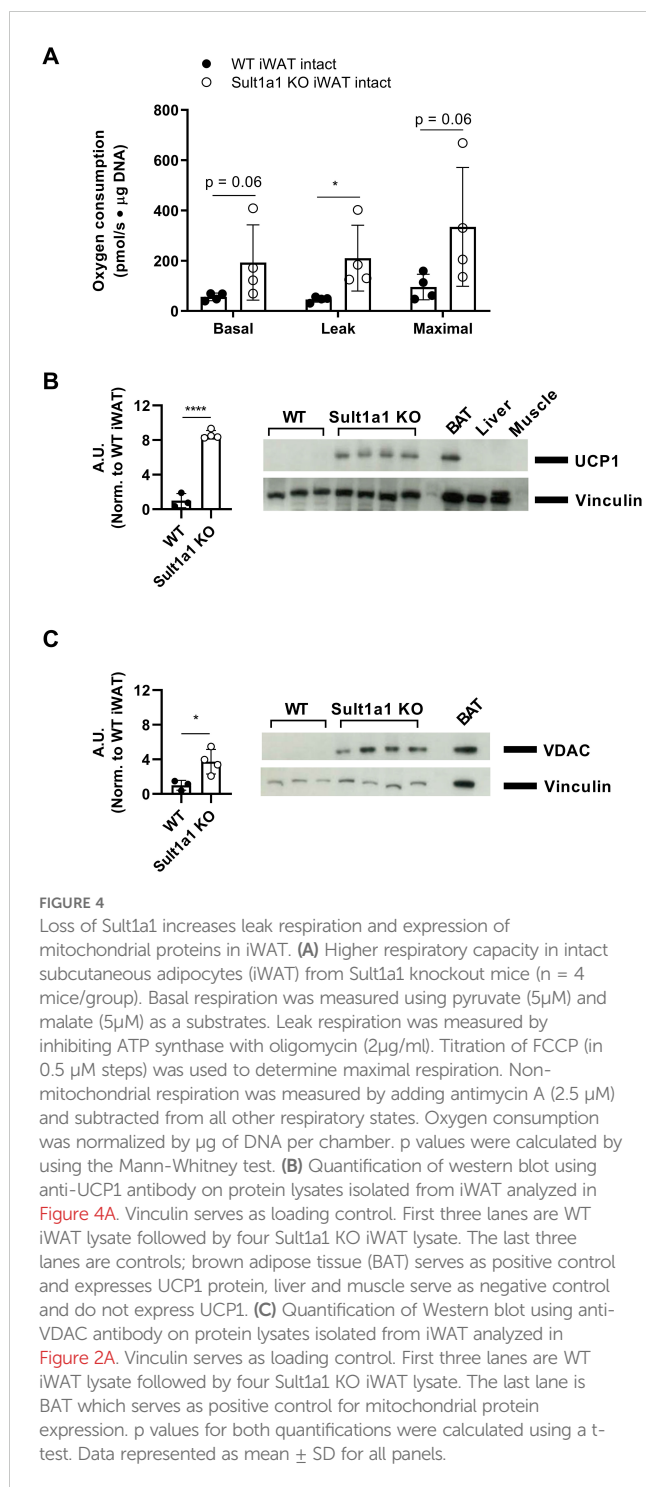 A
WT iWAT intact
Sult1a1 KO iWAT intact
Oxygen consumption
(pmol/s • µg DNA)
800
600
400
200
0
p = 0.06
*
p = 0.06
Basal
Leak
Maximal
B
A.U.
(Norm. to WT iWAT)
12
8
4
0
****
WT
Sult1a1 KO
WT
Sult1a1 KO
BAT
Liver
Muscle
UCP1
Vinculin
C
A.U.
(Norm. to WT iWAT)
12
8
4
0
*
WT
Sult1a1 KO
WT
Sult1a1 KO
BAT
VDAC
Vinculin
FIGURE 4
Loss of Sult1a1 increases leak respiration and expression of
mitochondrial proteins in iWAT. (A) Higher respiratory capacity in intact
subcutaneous adipocytes (iWAT) from Sult1a1 knockout mice (n = 4
mice/group). Basal respiration was measured using pyruvate (5µM) and
malate (5µM) as a substrates. Leak respiration was measured by
inhibiting ATP synthase with oligomycin (2µg/ml). Titration of FCCP (in
0.5 µM steps) was used to determine maximal respiration. Non-
mitochondrial respiration was measured by adding antimycin A (2.5 µM)
and subtracted from all other respiratory states. Oxygen consumption
was normalized by µg of DNA per chamber. p values were calculated by
using the Mann-Whitney test. (B) Quantification of western blot using
anti-UCP1 antibody on protein lysates isolated from iWAT analyzed in
Figure 4A. Vinculin serves as loading control. First three lanes are WT
iWAT lysate followed by four Sult1a1 KO iWAT lysate. The last three
lanes are controls; brown adipose tissue (BAT) serves as positive control
and expresses UCP1 protein, liver and muscle serve as negative control
and do not express UCP1. (C) Quantification of Western blot using anti-
VDAC antibody on protein lysates isolated from iWAT analyzed in
Figure 2A. Vinculin serves as loading control. First three lanes are WT
iWAT lysate followed by four Sult1a1 KO iWAT lysate. The last lane is
BAT which serves as positive control for mitochondrial protein
expression. p values for both quantifications were calculated using a t-
test. Data represented as mean ± SD for all panels.